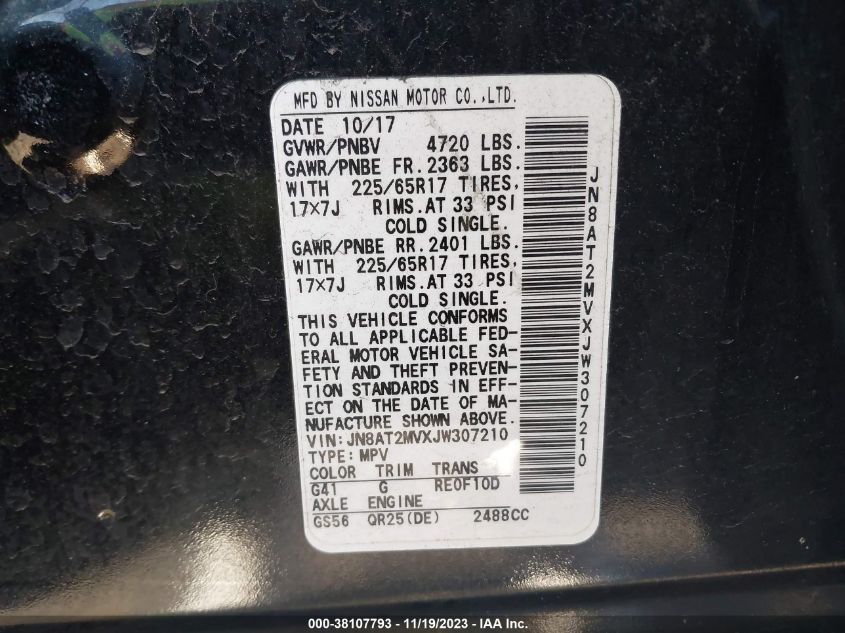 MFD BY NISSAN MOTOR CO.,LTD.
DATE 10/17
GVWR/PNBV 4720 LBS.
GAWR/PNBE FR.2363 LBS.
WITH 225/65R17 TIRES,
17×7J RIMS.AT 33 PSI
COLD SINGLE.
GAWR/PNBE RR.2401 LBS.
WITH 225/65R17 TIRES,
17×7J RIMS.AT 33 PSI
COLD SINGLE.
THIS VEHICLE CONFORMS
TO ALL APPLICABLE FED-
ERAL MOTOR VEHICLE SA-
FETY AND THEFT PREVEN-
TION STANDARDS IN EFF-
ECT ON THE DATE OF MA-
NUFACTURE SHOWN ABOVE.
VIN:JN8AT2MVXJW307210
TYPE:MPV
COLOR TRIM TRANS
G41 G RE0F10D
AXLE ENGINE
GS56 QR25(DE) 2488CC
JN8AT2MVXJW307210
000-38107793 - 11/19/2023 - IAA Inc.